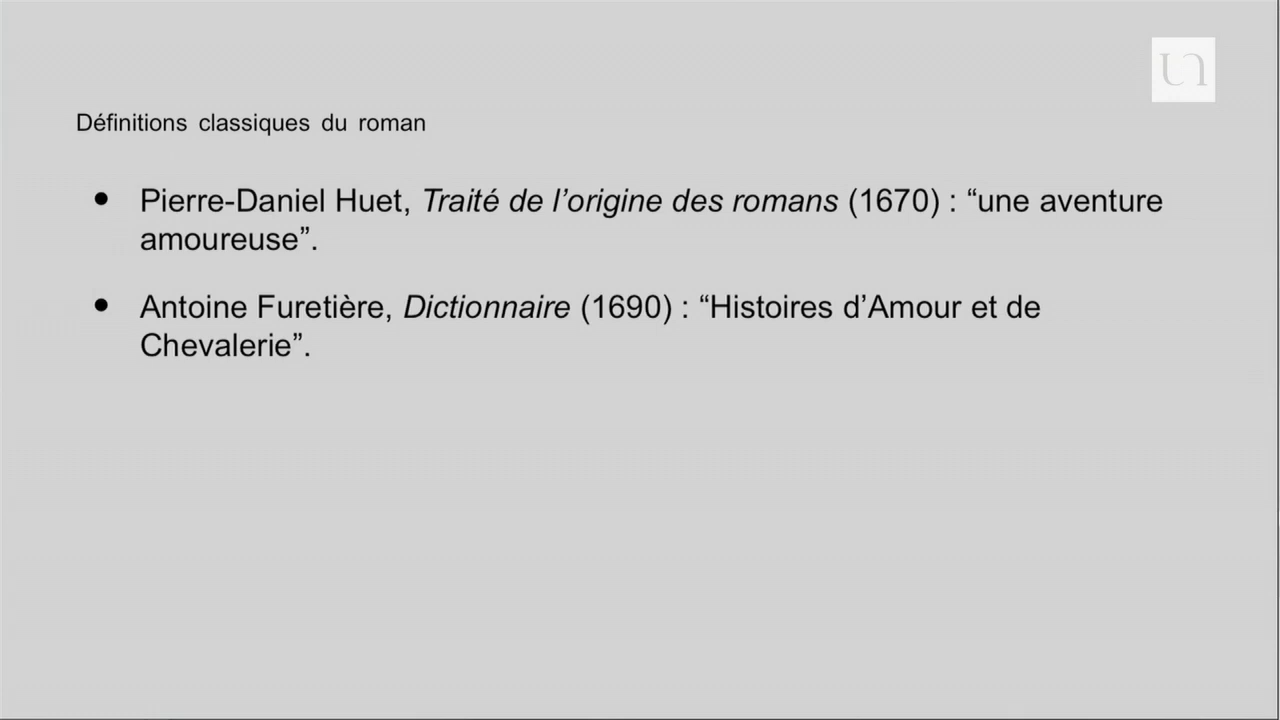 Définitions classiques du roman
• Pierre-Daniel Huet, Traité de l’origine des romans (1670) : “une aventure
amoureuse”.
• Antoine Furetière, Dictionnaire (1690) : “Histoires d’Amour et de
Chevalerie”.